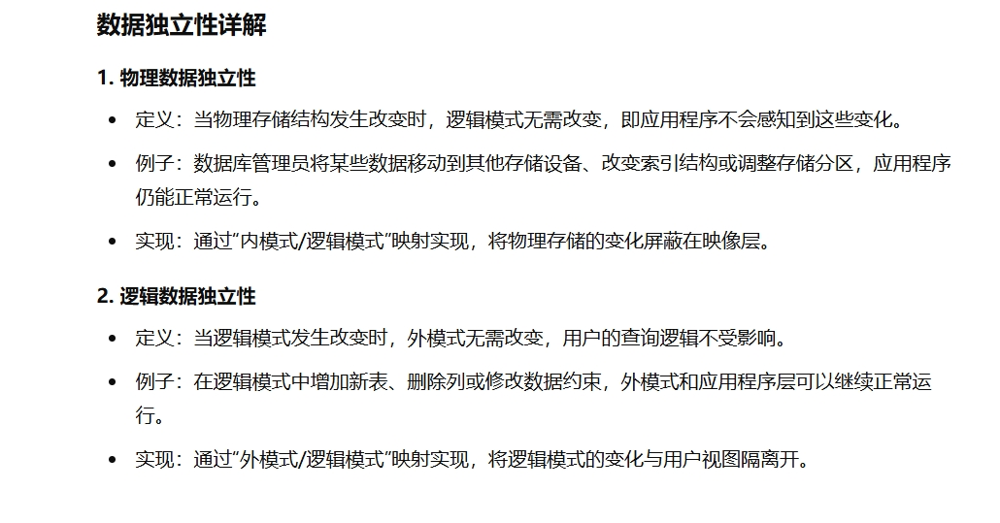 数据独立性详解
1. 物理数据独立性
• 定义：当物理存储结构发生改变时，逻辑模式无需改变，即应用程序不会感知到这些变化。
• 例子：数据库管理员将某些数据移动到其他存储设备、改变索引结构或调整存储分区，应用程序
仍能正常运行。
• 实现：通过“内模式/逻辑模式”映射实现，将物理存储的变化屏蔽在映像层。
2. 逻辑数据独立性
• 定义：当逻辑模式发生改变时，外模式无需改变，用户的查询逻辑不受影响。
• 例子：在逻辑模式中增加新表、删除列或修改数据约束，外模式和应用程序层可以继续正常运
行。
• 实现：通过“外模式/逻辑模式”映射实现，将逻辑模式的变化与用户视图隔离开。